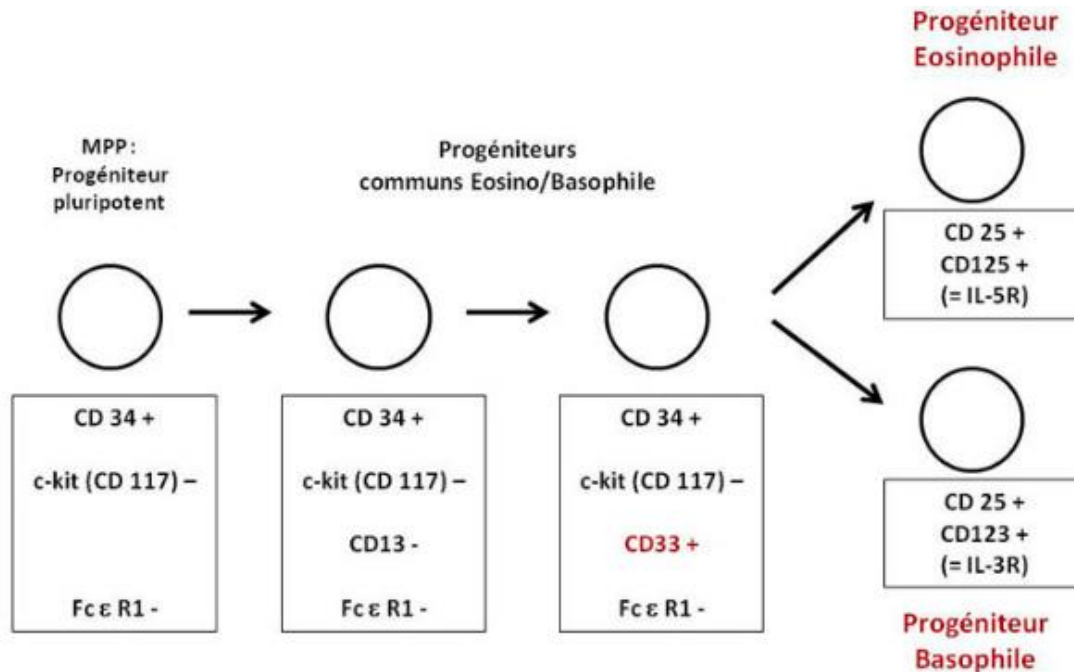 MPP :
Progéniteur
pluripotent
CD 34 +
c-kit (CD 117) –
Fc ε R1 -
Progéniteurs
communs Eosino/Basophile
CD 34 +
c-kit (CD 117) –
CD13 -
Fc ε R1 -
CD 34 +
c-kit (CD 117) –
CD33 +
Fc ε R1 -
Progéniteur
Eosinophile
CD 25 +
CD125 +
(= IL-5R)
CD 25 +
CD123 +
(= IL-3R)
Progéniteur
Basophile